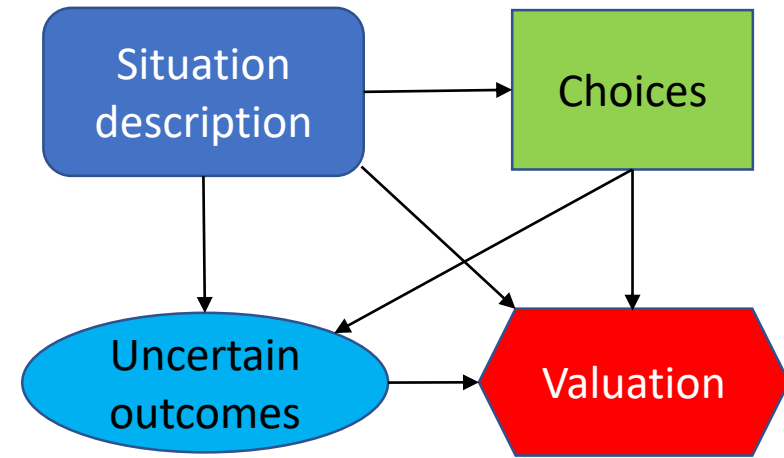 Situation
description
Choices
Uncertain
outcomes
Valuation